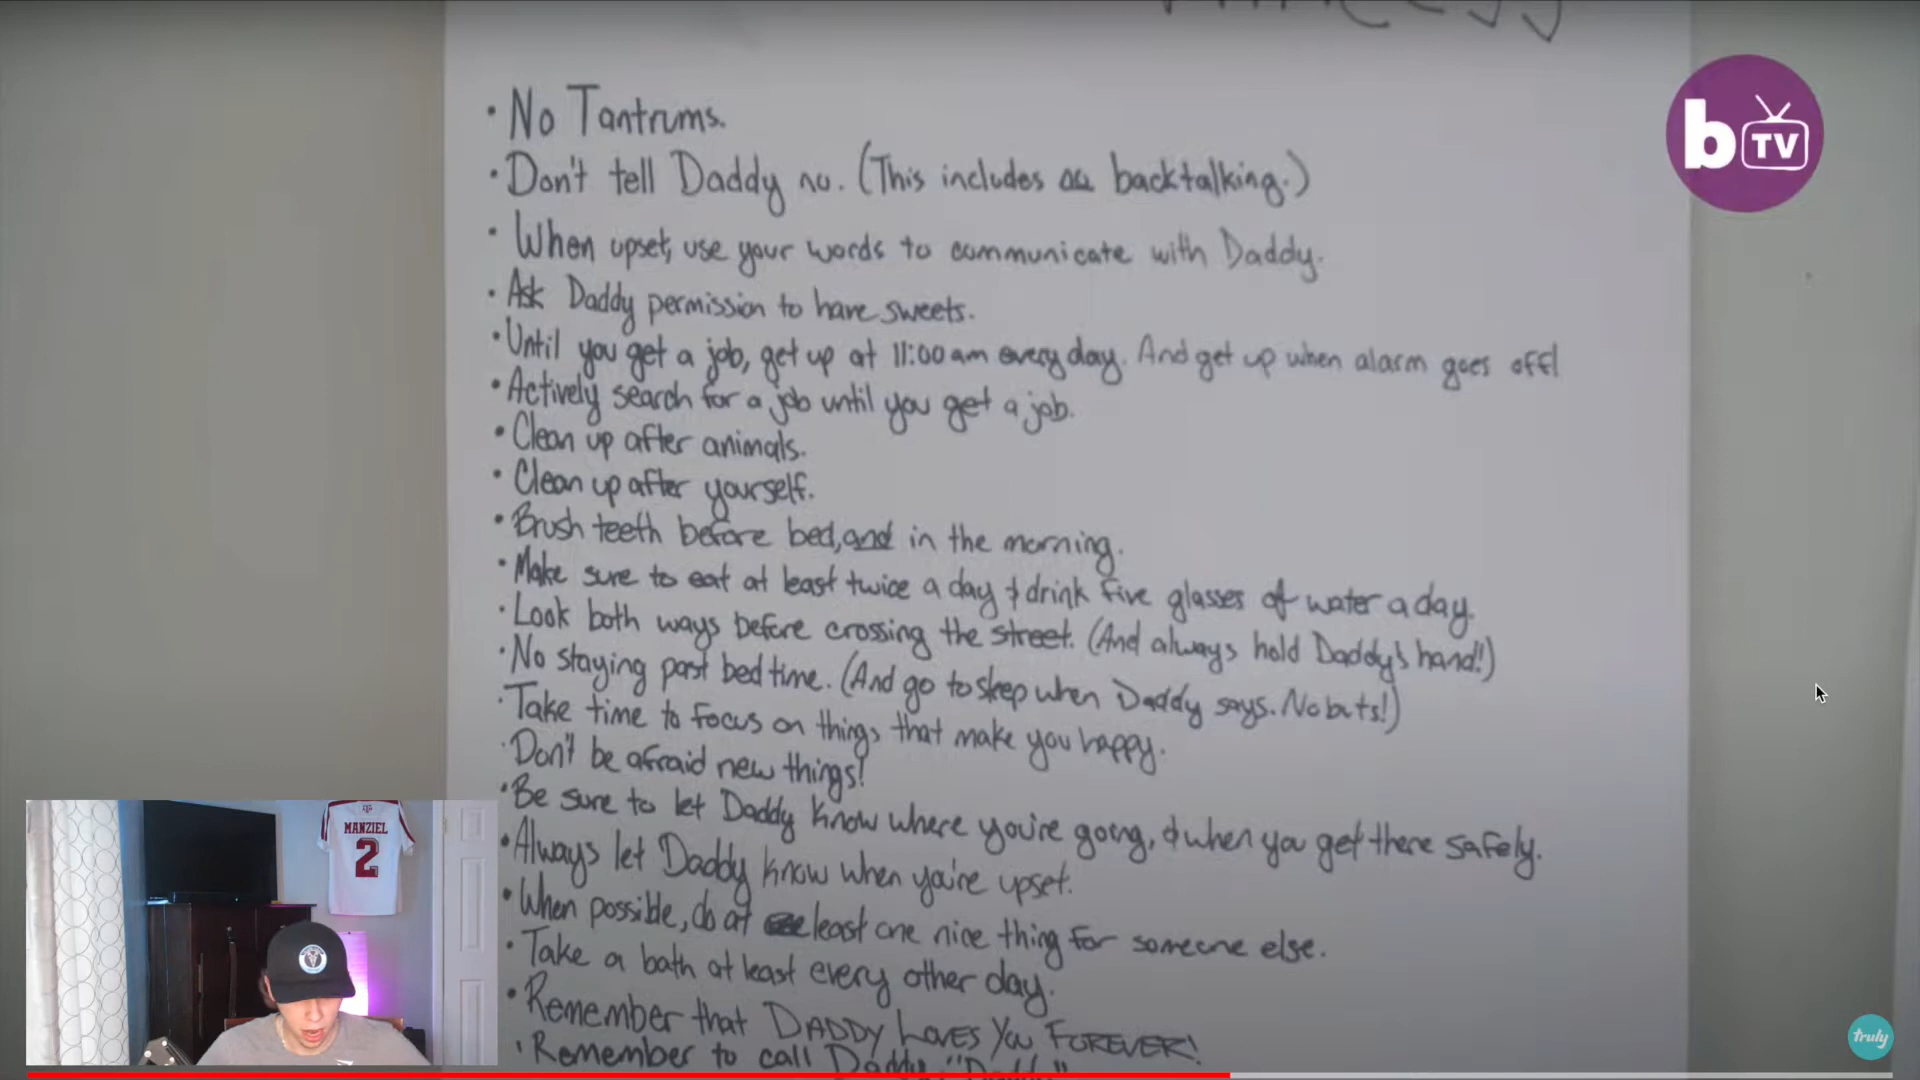 • No Tantrums.
• Don't tell Daddy no. (This includes backtalking.)
• When upset, use your words to communicate with Daddy.
• Ask Daddy permission to have sweets.
• Until you get a job, get up at 11:00am everyday. And get up when alarm goes off!
• Actively search for a job until you get a job.
• Clean up after animals.
• Clean up after yourself.
• Brush teeth before bed, and in the morning.
• Make sure to eat at least twice a day & drink five glasses of water a day.
• Look both ways before crossing the street. (And always hold Daddy's hand!)
• No staying past bedtime. (And go to sleep when Daddy says. No buts!)
• Take time to focus on things that make you happy.
• Don't be afraid new things!
• Be sure to let Daddy know where you're going, & when you get there safely.
• Always let Daddy know when you're upset.
• When possible, do at least one nice thing for someone else.
• Take a bath at least every other day.
• Remember that DADDY LOVES YOU FOREVER!
• Remember to call Daddy "Daddy"
b TV
MANZIEL
2
truly